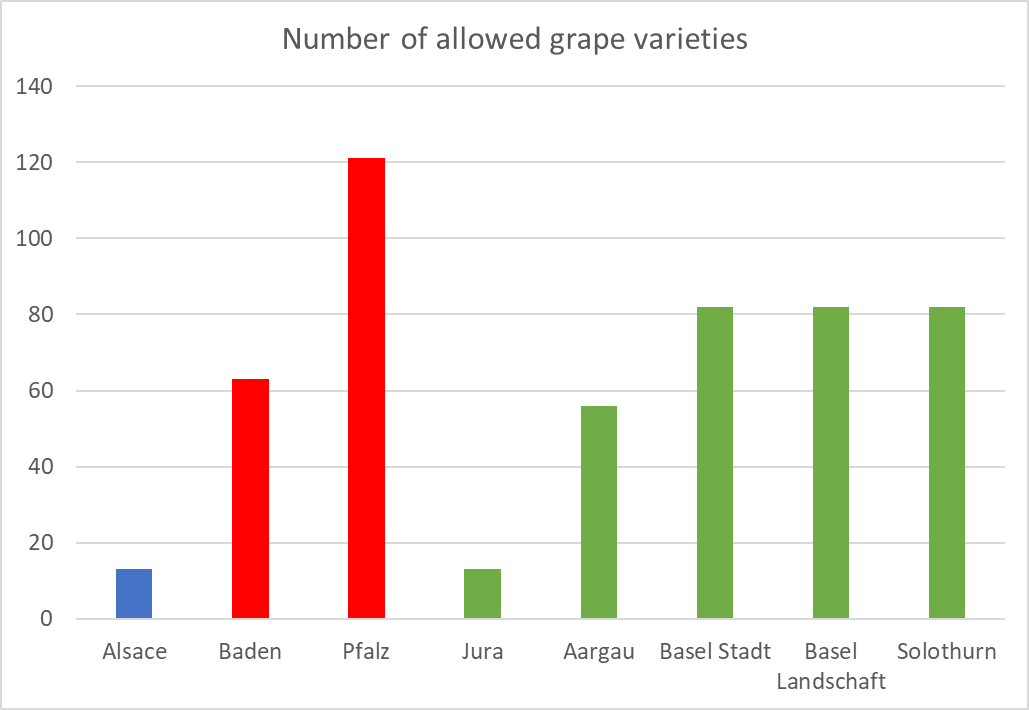 Number of allowed grape varieties
140
120
100
80
60
40
20
0
Alsace
Baden
Pfalz
Jura
Aargau
Basel Stadt
Basel
Landschaft
Solothurn